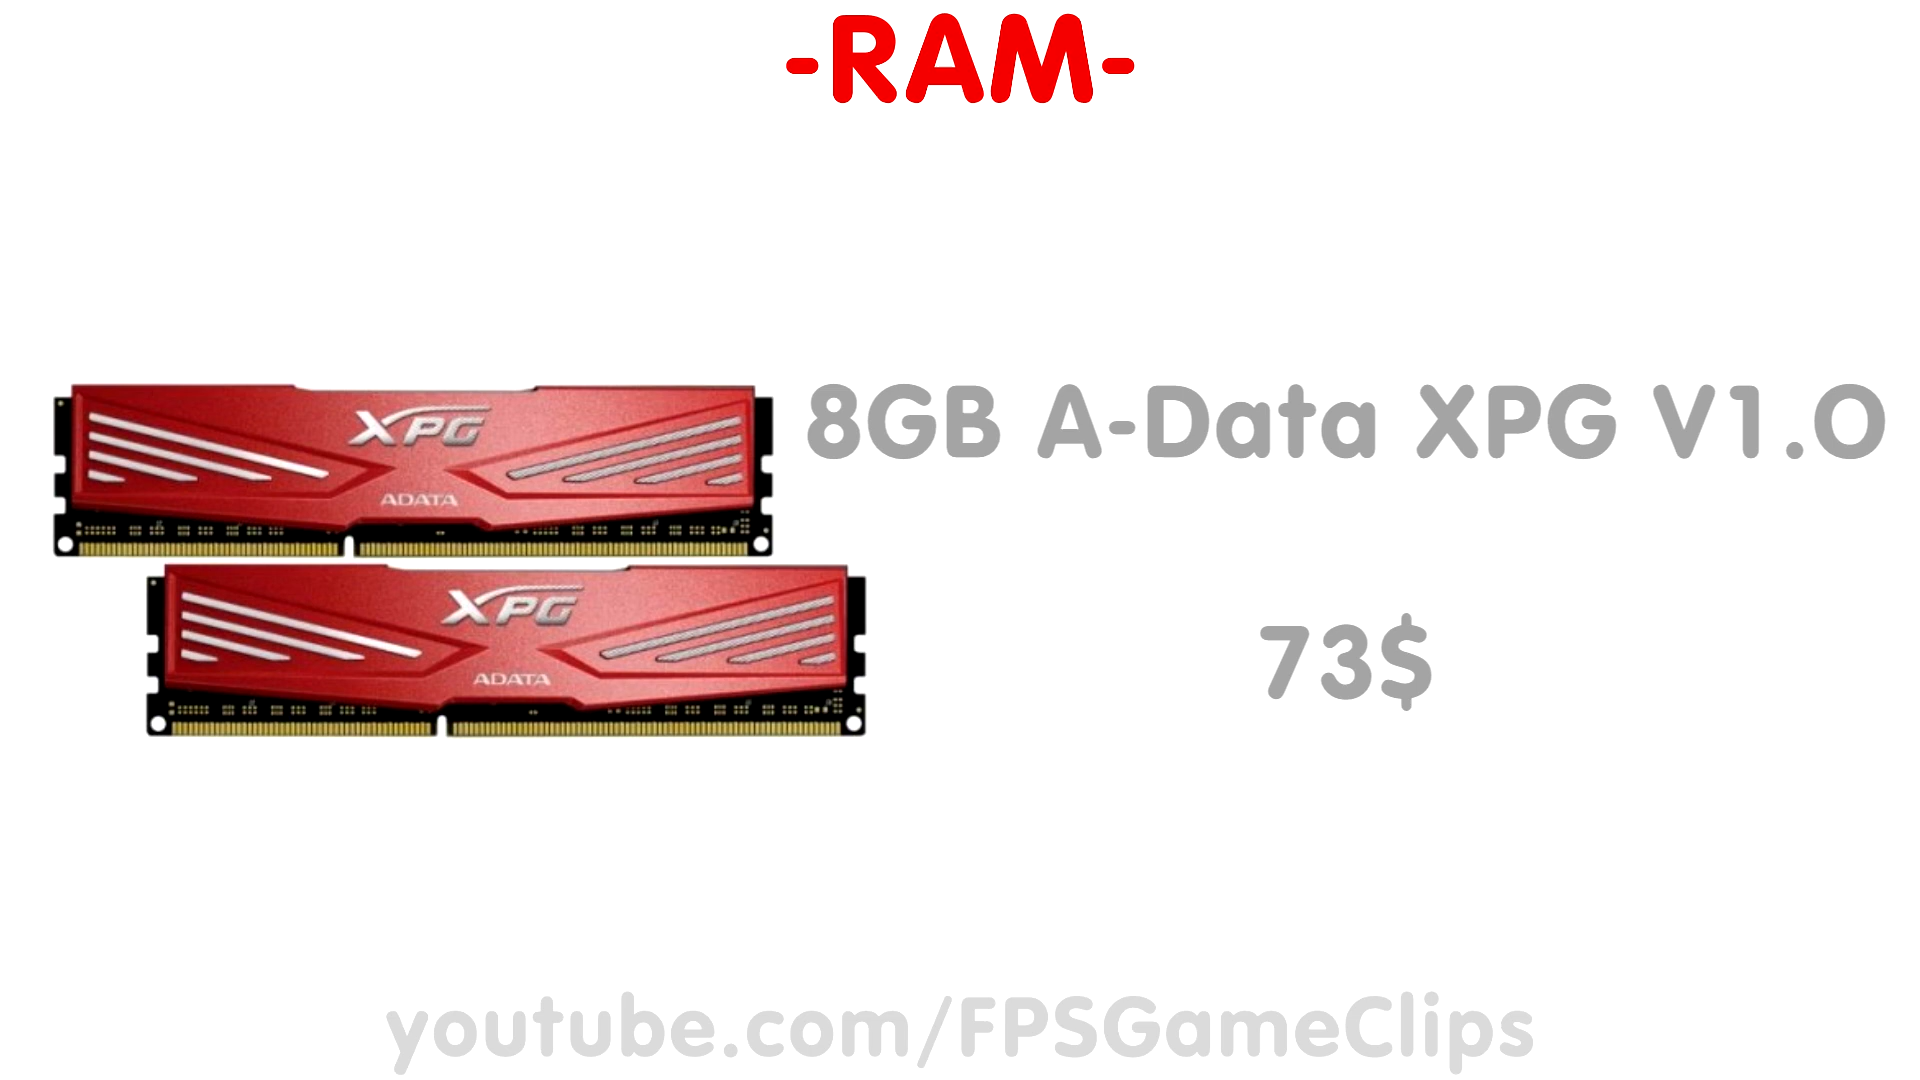 -RAM-
8GB A-Data XPG V1.0
XPG
ADATA
73$
XPG
ADATA
youtube.com/FPSGameClips